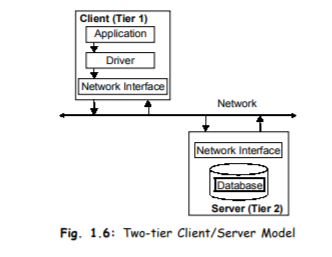 Client (Tier 1)
Application
Driver
Network Interface
Network
Network Interface
Database
Server (Tier 2)
Fig. 1.6: Two-tier Client/Server Model